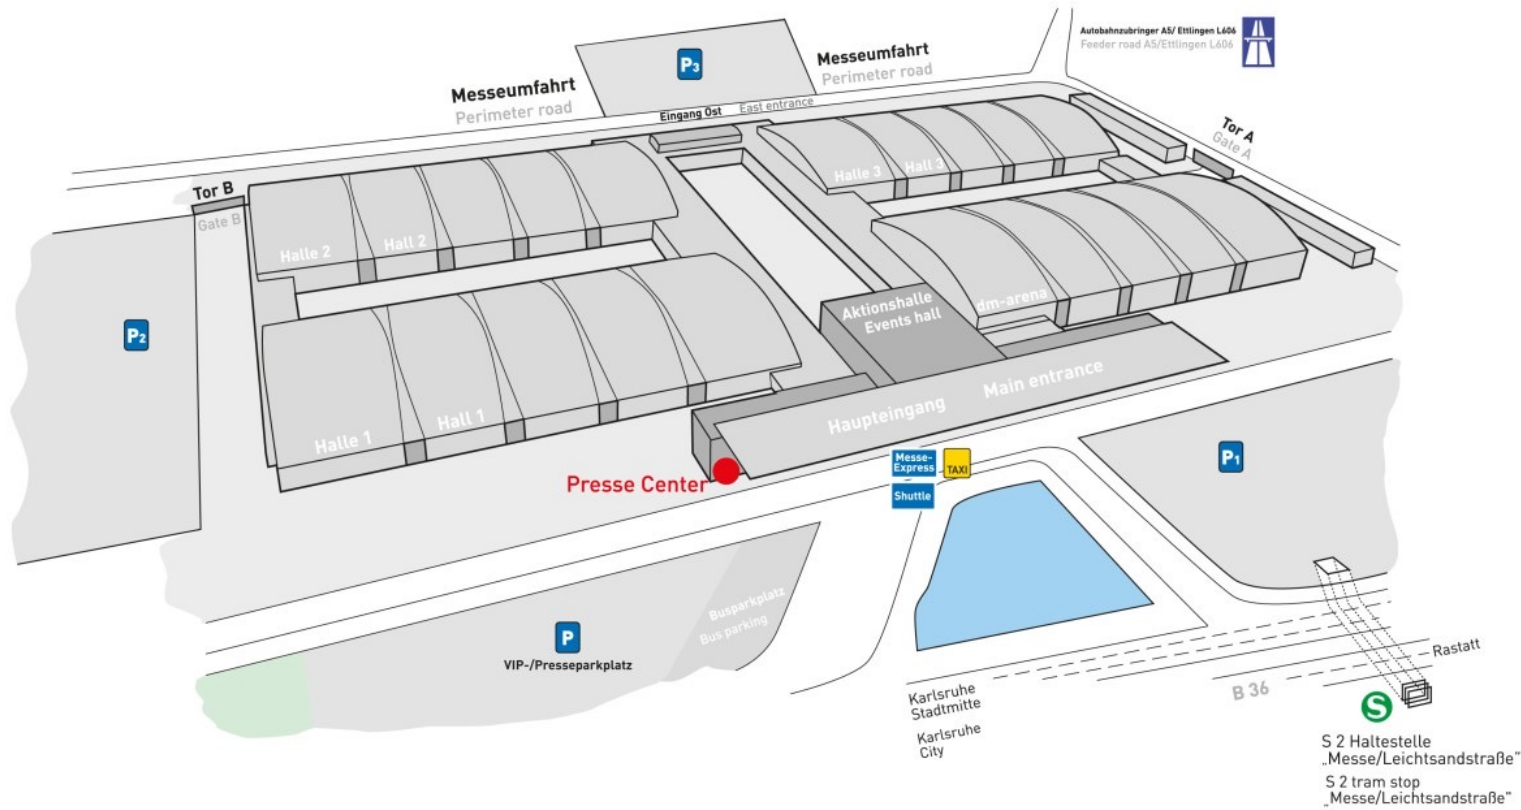 Autobahnzubringer A5/ Ettlingen L606
Feeder road A5/Ettlingen L606
P3
Messeumfahrt
Perimeter road
Messeumfahrt
Perimeter road
Eingang Ost East entrance
Tor A
Gate A
Tor B
Gate B
Halle 3 Hall 3
Halle 2 Hall 2
Aktionshalle
Events hall
dm-arena
P2
Halle 1 Hall 1
Haupteingang Main entrance
Presse Center
Messe-
Express
TAXI
Shuttle
P1
Busparkplatz
Bus parking
P
VIP-/Presseparkplatz
Karlsruhe
Stadtmitte
Karlsruhe
City
B 36
Rastatt
S
S 2 Haltestelle
„Messe/Leichtsandstraße"
S 2 tram stop
„Messe/Leichtsandstraße"